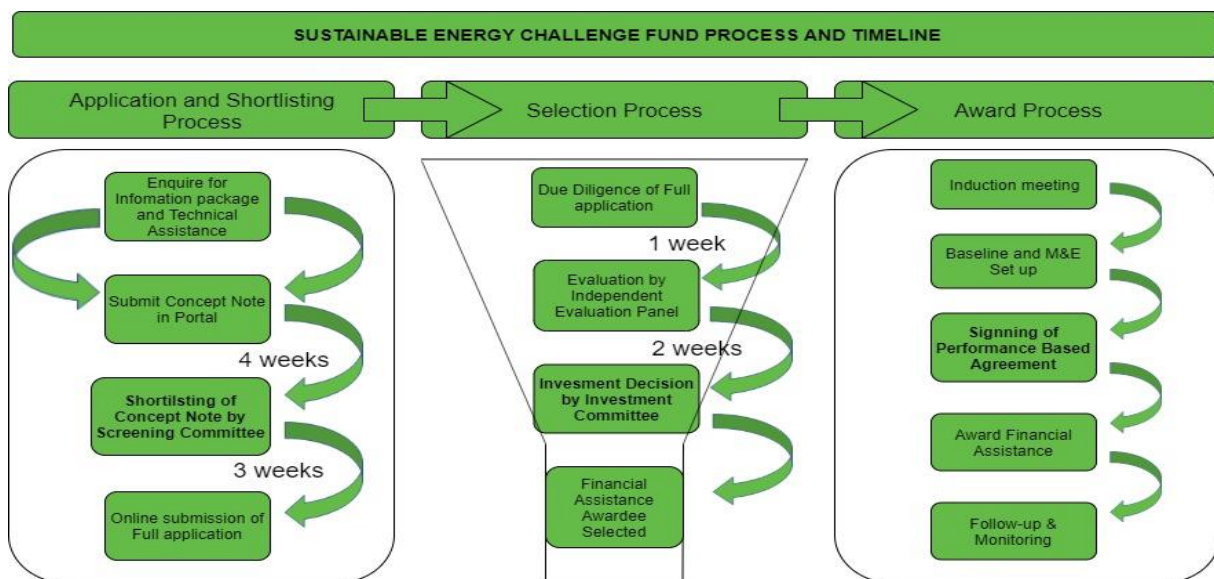 SUSTAINABLE ENERGY CHALLENGE FUND PROCESS AND TIMELINE
Application and Shortlisting
Process
Selection Process
Award Process
Enquire for
Infomation package
and Technical
Assistance
Submit Concept Note
in Portal
4 weeks
Shortilsting of
Concept Note by
Screening Committee
3 weeks
Online submission of
Full application
Due Diligence of Full
application
1 week
Evaluation by
Independent
Evaluation Panel
2 weeks
Invesment Decision
by Investment
Committee
Financial
Assistance
Awardee
Selected
Induction meeting
Baseline and M&E
Set up
Signning of
Performance Based
Agreement
Award Financial
Assistance
Follow-up &
Monitoring